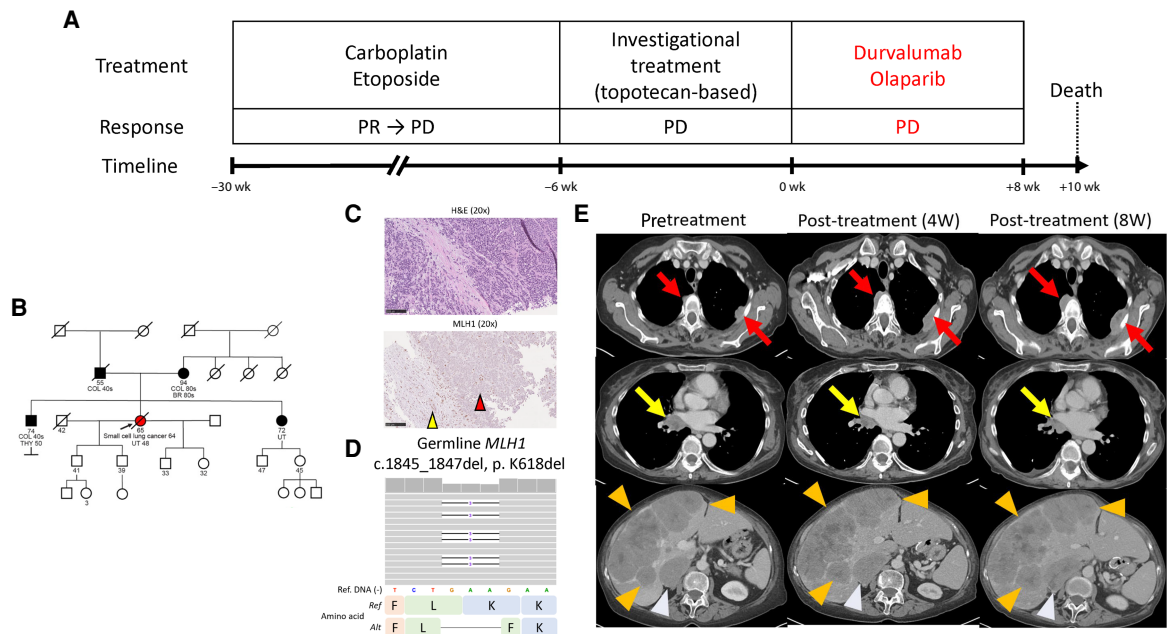 A
Treatment
Carboplatin
Etoposide
Investigational
treatment
(topotecan-based)
Durvalumab
Olaparib
Death
Response
PR → PD
PD
PD
Timeline
−30 wk
−6 wk
0 wk
+8 wk
+10 wk
B
55
COL 40s
94
COL 80s
BR 80s
74
COL 40s
THY 50
42
65
Small cell lung cancer 64
UT 48
72
UT
41
39
33
32
47
45
3
C
H&E (20x)
MLH1 (20x)
D
Germline MLH1
c.1845_1847del, p. K618del
Ref. DNA (-)
T C T G A A G A A
Amino acid
Ref
F L K K
Alt
F L F K
E
Pretreatment
Post-treatment (4W)
Post-treatment (8W)